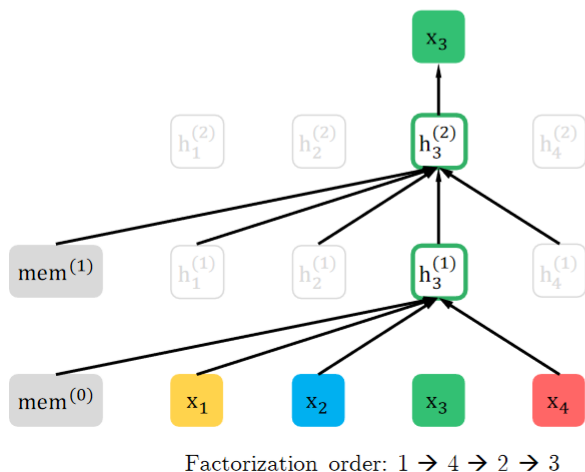 x₃
h₁⁽²⁾ h₂⁽²⁾ h₃⁽²⁾ h₄⁽²⁾
mem⁽¹⁾ h₁⁽¹⁾ h₂⁽¹⁾ h₃⁽¹⁾ h₄⁽¹⁾
mem⁽⁰⁾ x₁ x₂ x₃ x₄
Factorization order: 1 → 4 → 2 → 3